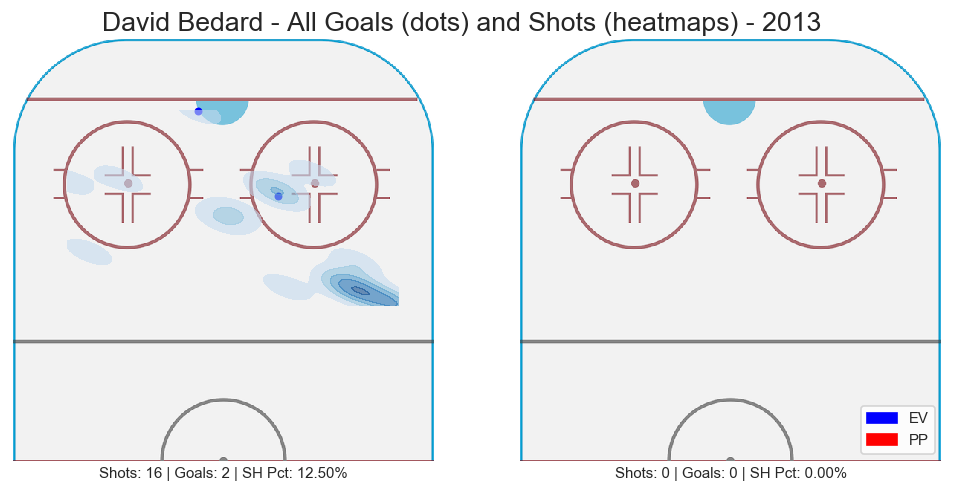 David Bedard - All Goals (dots) and Shots (heatmaps) - 2013
EV
PP
Shots: 16 | Goals: 2 | SH Pct: 12.50%
Shots: 0 | Goals: 0 | SH Pct: 0.00%